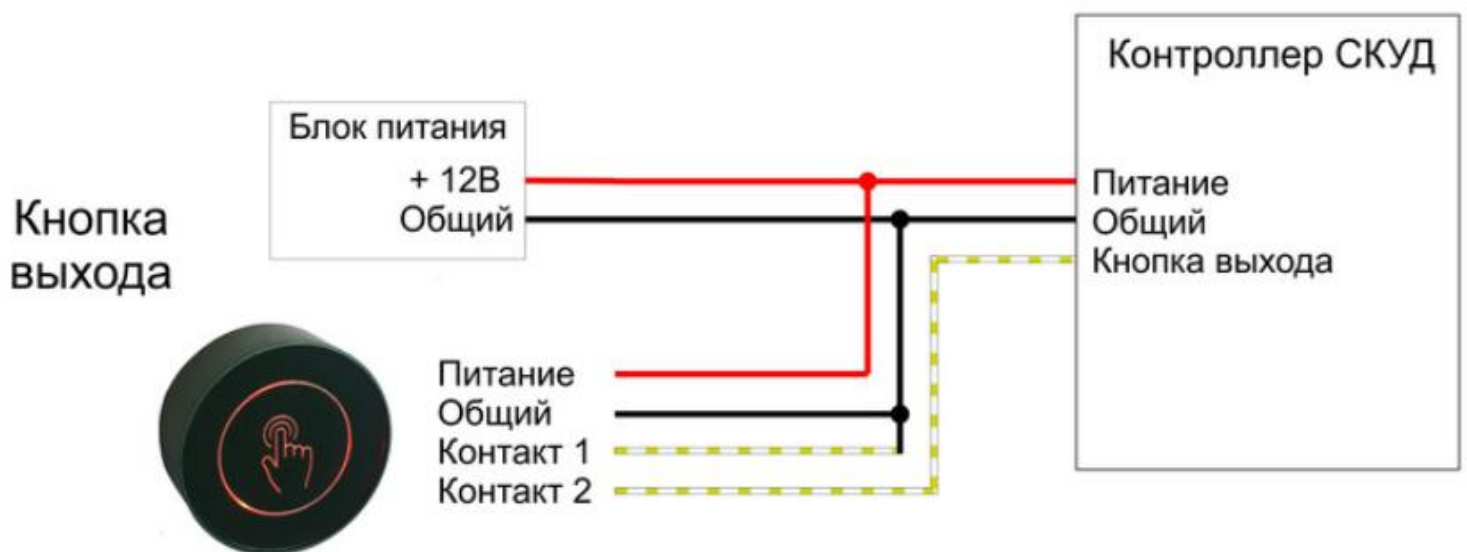 Контроллер СКУД
Блок питания
+ 12В
Общий
Питание
Общий
Кнопка выхода
Кнопка
выхода
Питание
Общий
Контакт 1
Контакт 2